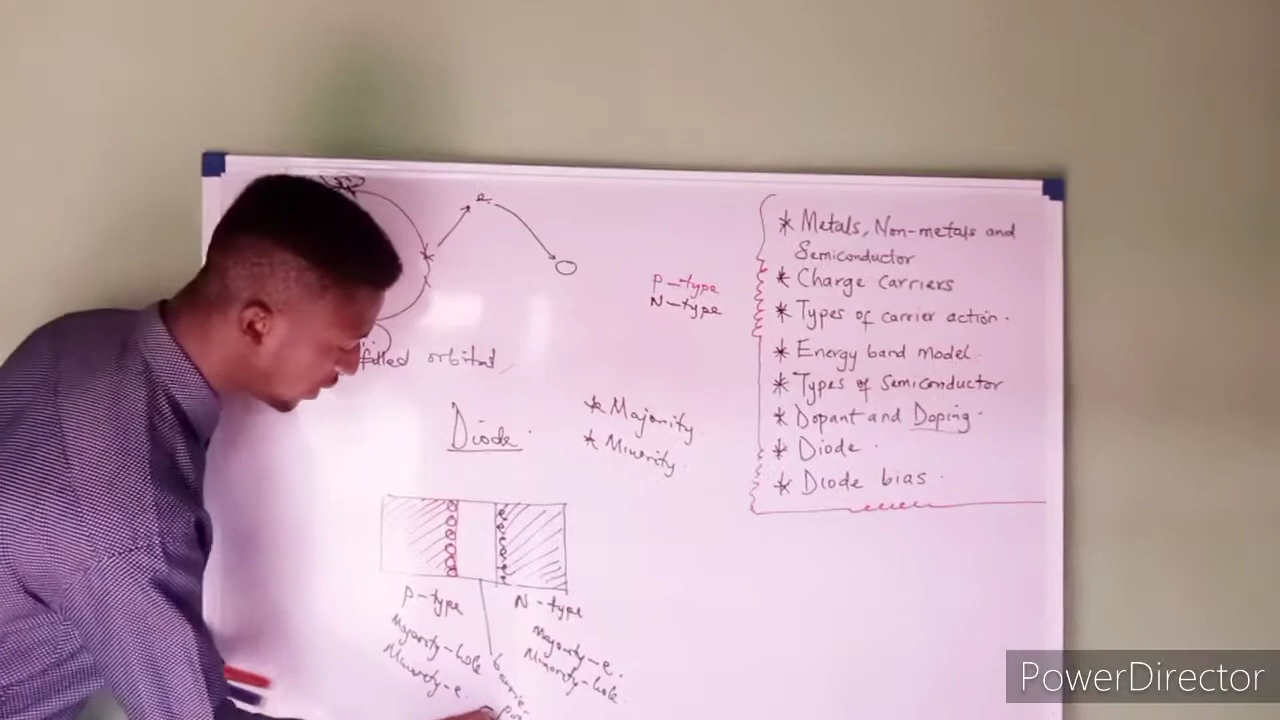 e
filled orbital
P-type
N-type
* Metals, Non-metals and
Semiconductor
* Charge carriers
* Types of carrier action.
* Energy band model
* Types of Semiconductor
* Dopant and Doping.
* Diode.
* Diode bias.
Diode.
* Majority
* Minority.
P-type
Majority-hole
Minority-e.
N-type
Majority-e.
Minority-hole
PowerDirector